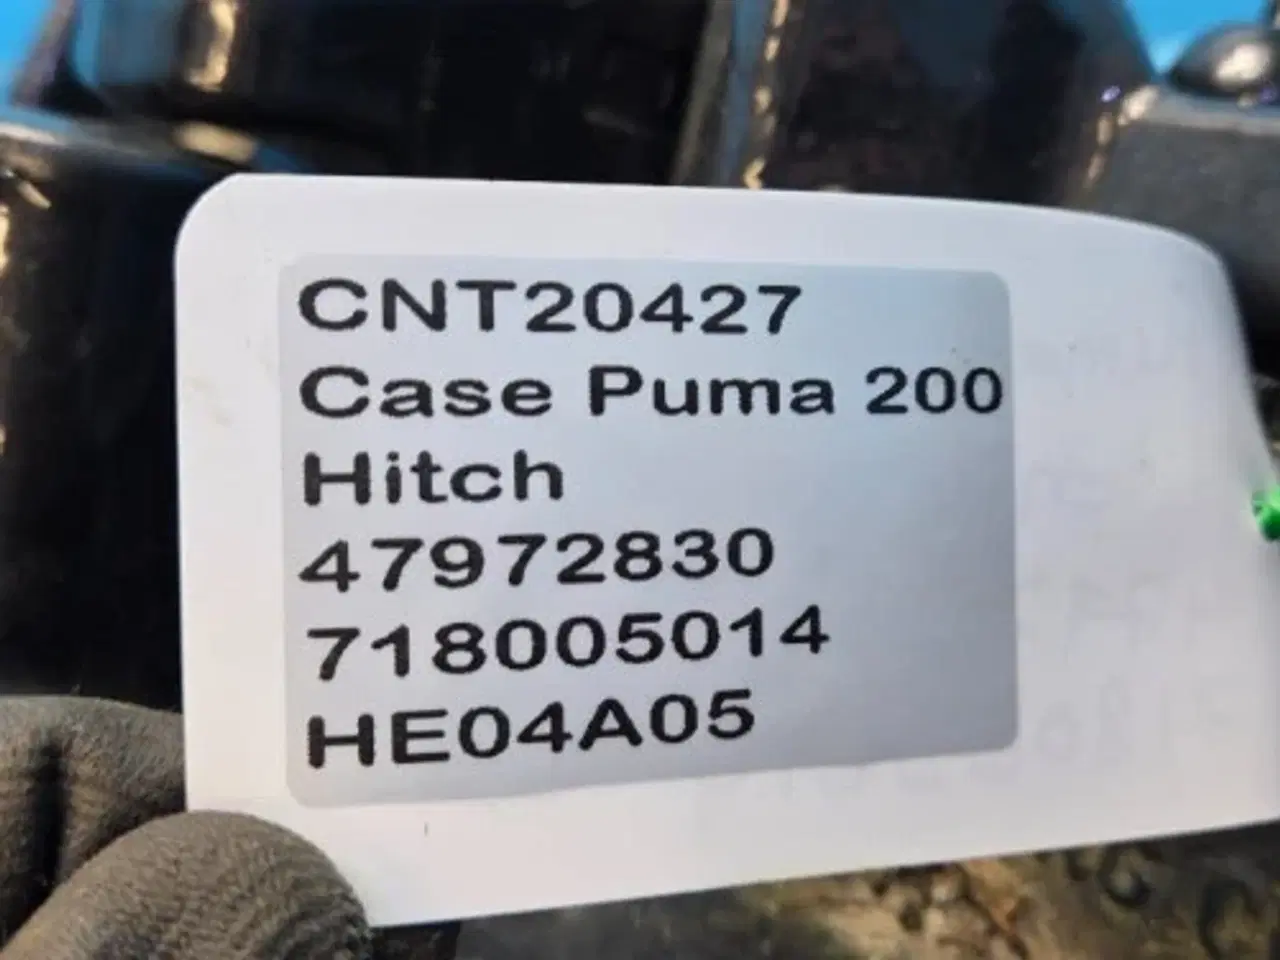 CNT20427
Case Puma 200
Hitch
47972830
718005014
HE04A05